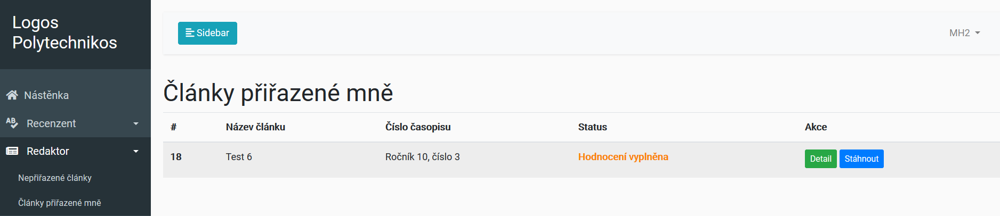 Logos
Polytechnikos
Sidebar
MH2
Nástěnka
Recenzent
Redaktor
Nepřiřazené články
Články přiřazené mně
Články přiřazené mně
# Název článku Číslo časopisu Status Akce
18 Test 6 Ročník 10, číslo 3 Hodnocení vyplněna Detail Stáhnout